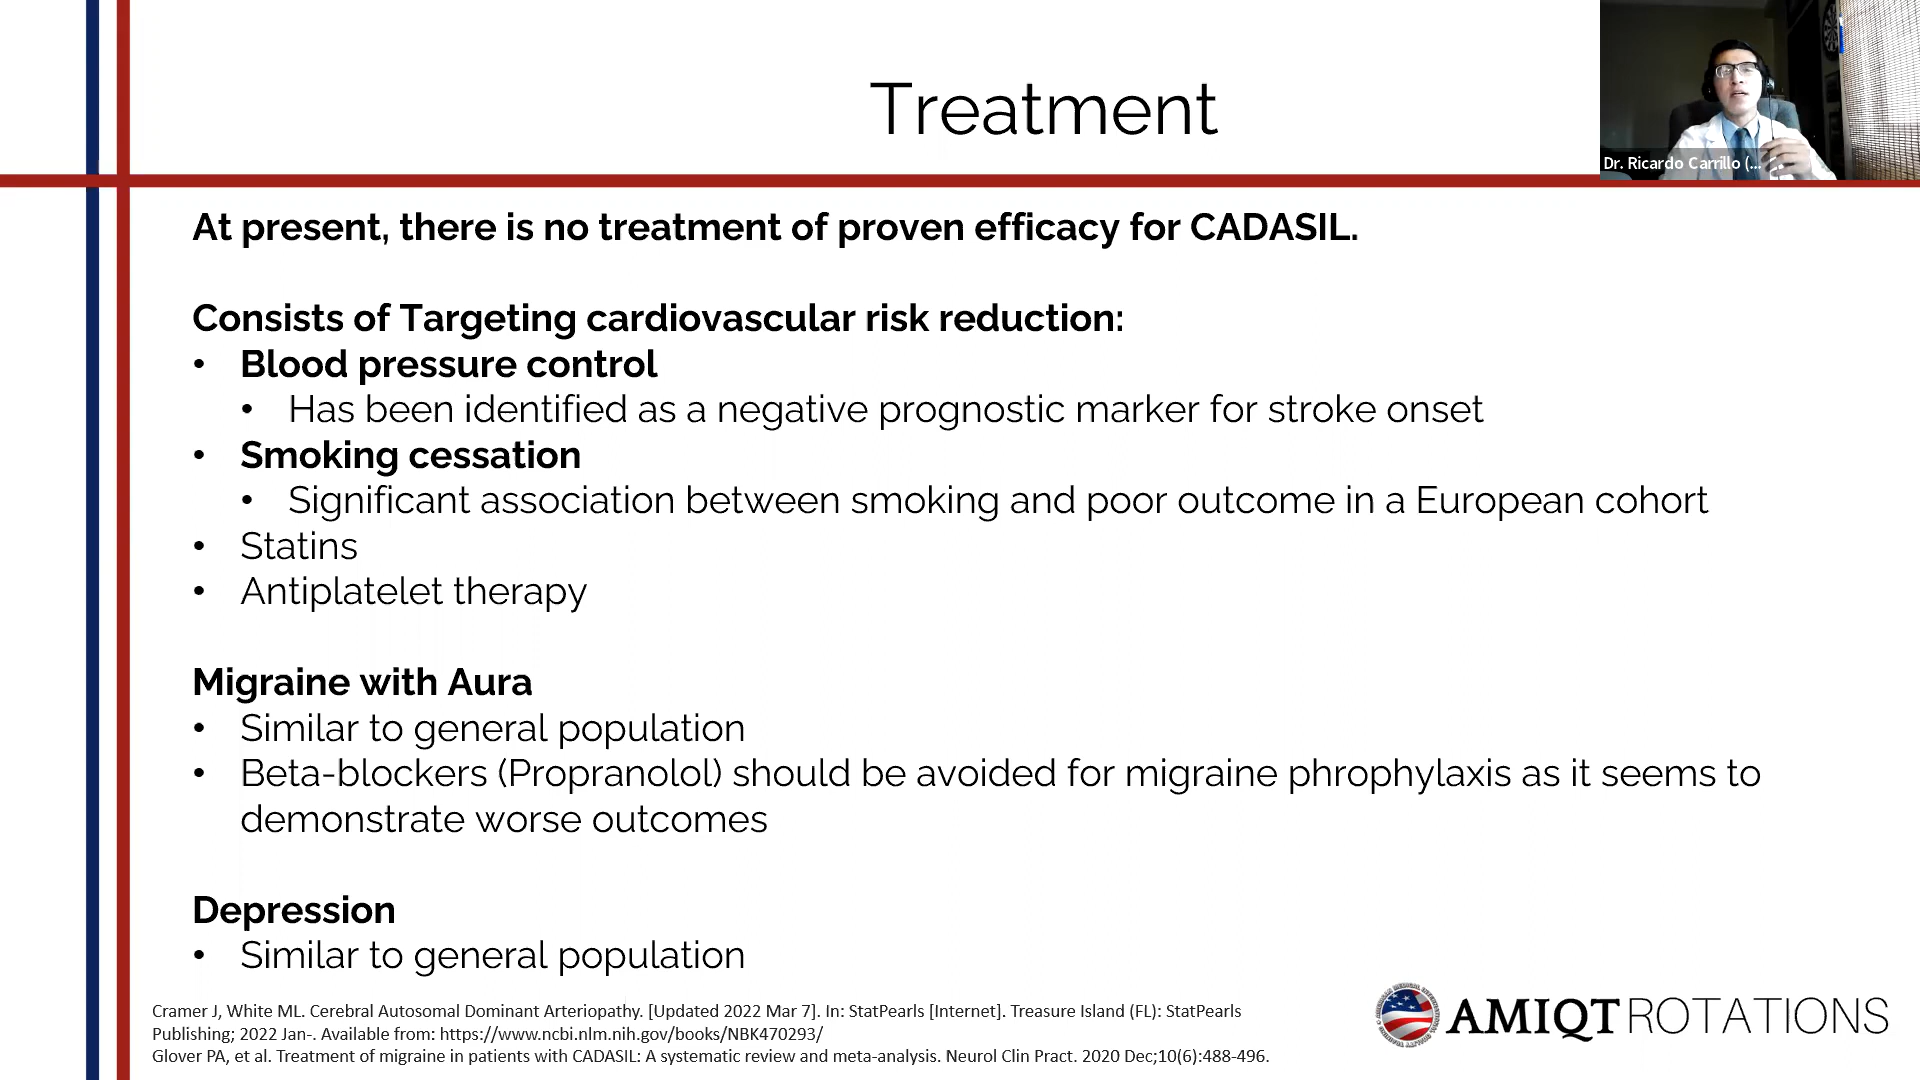 Treatment
Dr. Ricardo Carrillo (...
At present, there is no treatment of proven efficacy for CADASIL.
Consists of Targeting cardiovascular risk reduction:
• Blood pressure control
• Has been identified as a negative prognostic marker for stroke onset
• Smoking cessation
• Significant association between smoking and poor outcome in a European cohort
• Statins
• Antiplatelet therapy
Migraine with Aura
• Similar to general population
• Beta-blockers (Propranolol) should be avoided for migraine phrophylaxis as it seems to
demonstrate worse outcomes
Depression
• Similar to general population
Cramer J, White ML. Cerebral Autosomal Dominant Arteriopathy. [Updated 2022 Mar 7]. In: StatPearls [Internet]. Treasure Island (FL): StatPearls
Publishing; 2022 Jan-. Available from: https://www.ncbi.nlm.nih.gov/books/NBK470293/
Glover PA, et al. Treatment of migraine in patients with CADASIL: A systematic review and meta-analysis. Neurol Clin Pract. 2020 Dec;10(6):488-496.
AMIQT ROTATIONS